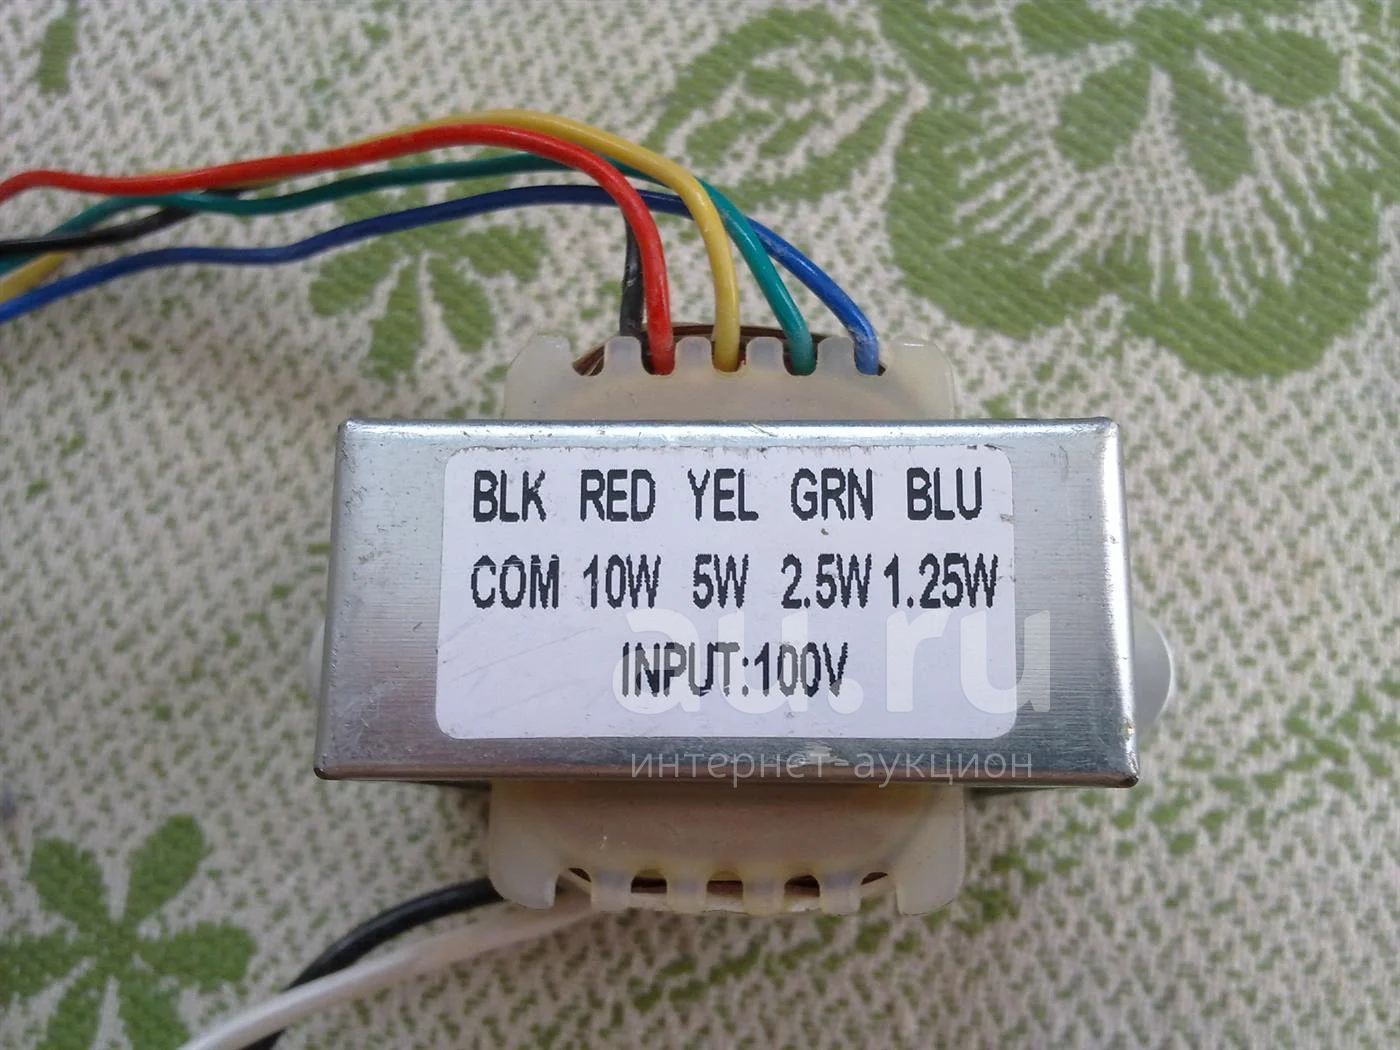 BLK RED YEL GRN BLU
COM 10W 5W 2.5W 1.25W
INPUT:100V
au.ru
интернет-аукцион